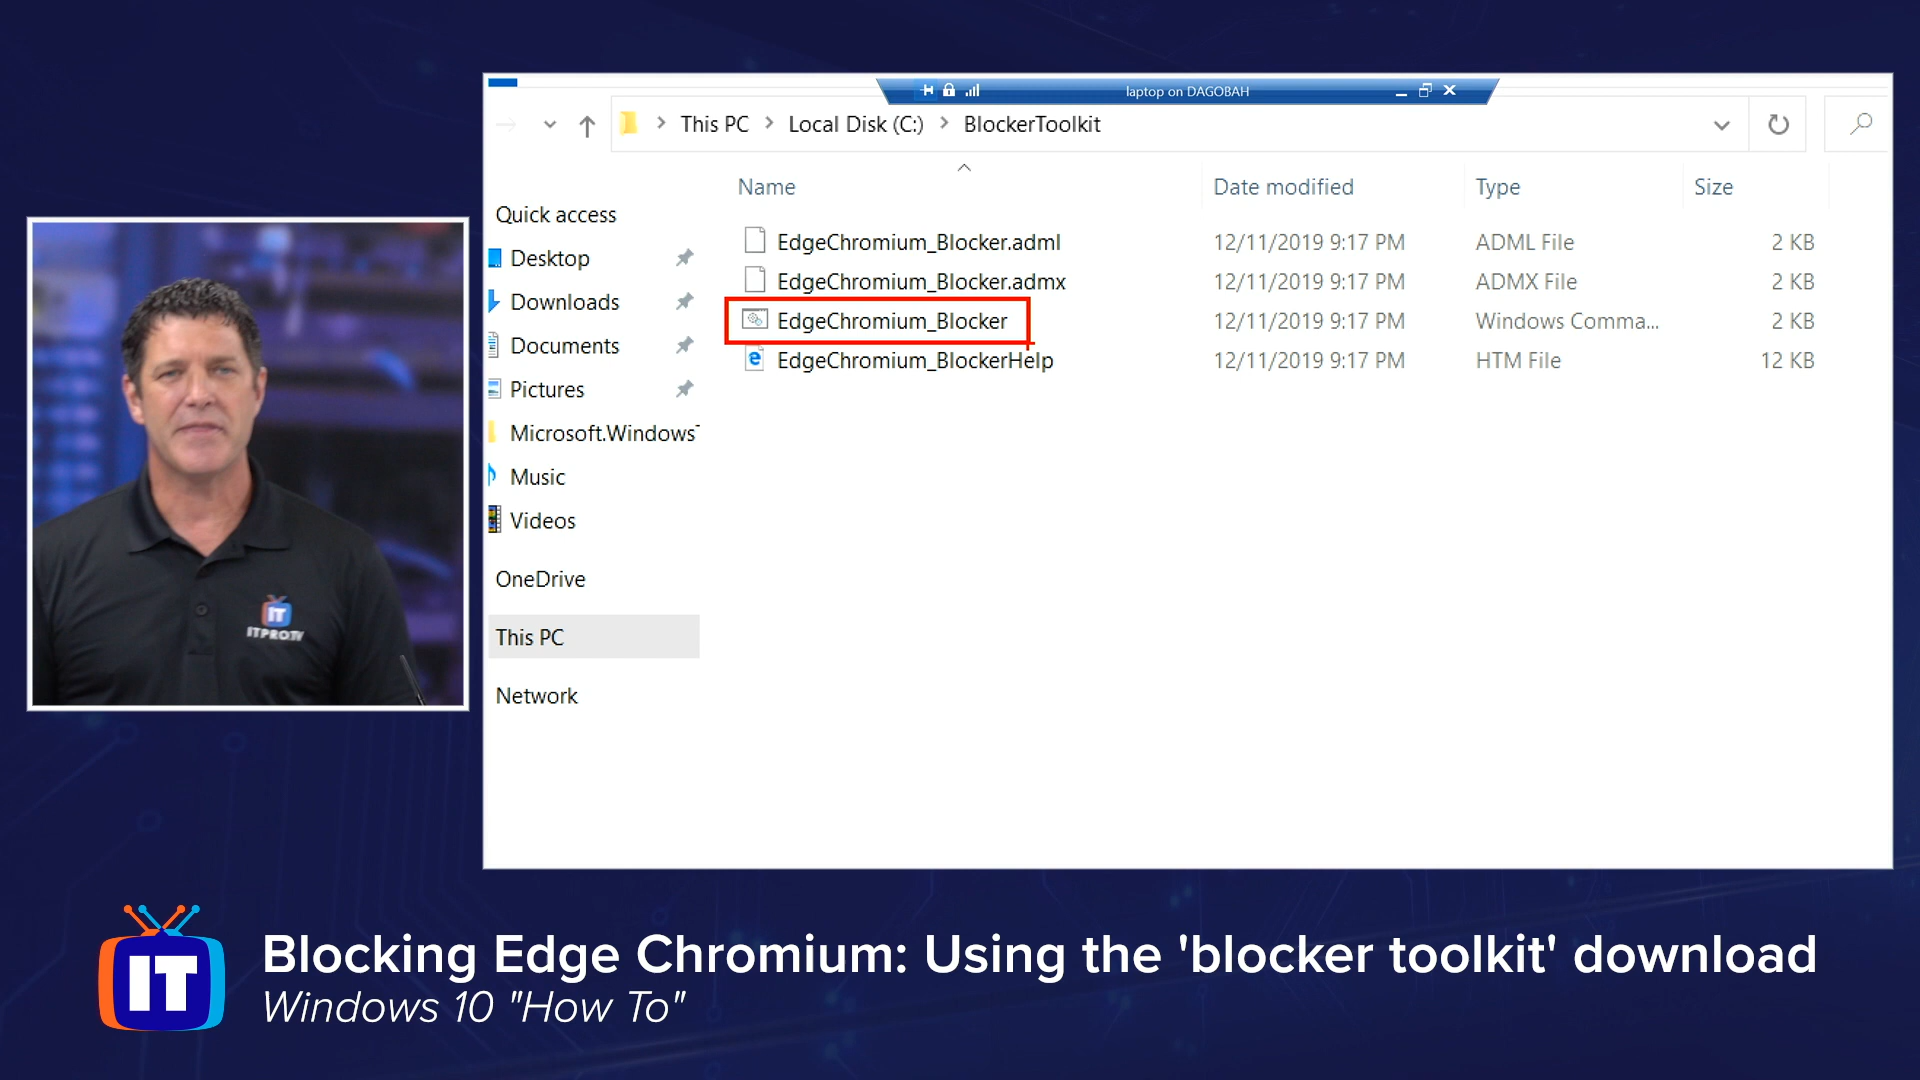 laptop on DAGOBAH
This PC > Local Disk (C:) > BlockerToolkit
Name Date modified Type Size
EdgeChromium_Blocker.adml 12/11/2019 9:17 PM ADML File 2 KB
EdgeChromium_Blocker.admx 12/11/2019 9:17 PM ADMX File 2 KB
EdgeChromium_Blocker 12/11/2019 9:17 PM Windows Comma... 2 KB
EdgeChromium_BlockerHelp 12/11/2019 9:17 PM HTM File 12 KB
Quick access
Desktop
Downloads
Documents
Pictures
Microsoft.Windows
Music
Videos
OneDrive
This PC
Network
IT
ITPROTV
IT
Blocking Edge Chromium: Using the 'blocker toolkit' download
Windows 10 "How To"